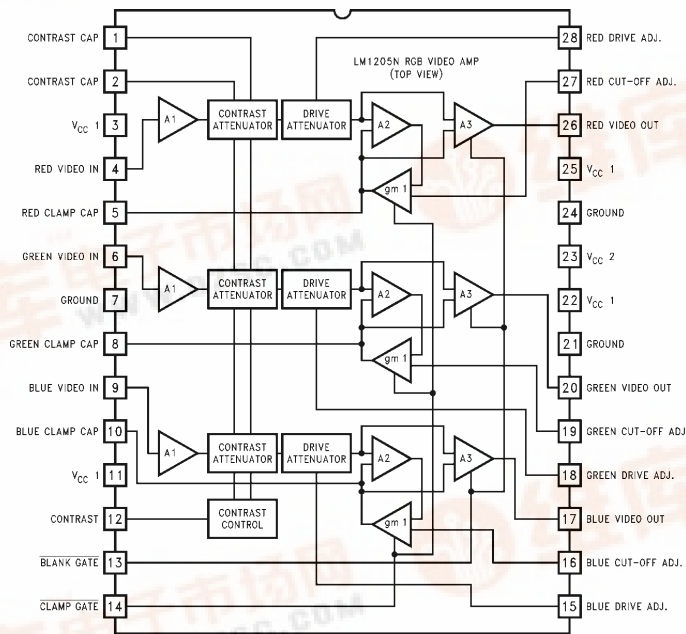 LM1205N RGB VIDEO AMP
(TOP VIEW)
CONTRAST CAP 1
CONTRAST CAP 2
VCC 1 3
RED VIDEO IN 4
RED CLAMP CAP 5
GREEN VIDEO IN 6
GROUND 7
GREEN CLAMP CAP 8
BLUE VIDEO IN 9
BLUE CLAMP CAP 10
VCC 1 11
CONTRAST 12
BLANK GATE 13
CLAMP GATE 14
28 RED DRIVE ADJ.
27 RED CUT-OFF ADJ.
26 RED VIDEO OUT
25 VCC 1
24 GROUND
23 VCC 2
22 VCC 1
21 GROUND
20 GREEN VIDEO OUT
19 GREEN CUT-OFF ADJ
18 GREEN DRIVE ADJ.
17 BLUE VIDEO OUT
16 BLUE CUT-OFF ADJ.
15 BLUE DRIVE ADJ.
A1
CONTRAST
ATTENUATOR
DRIVE
ATTENUATOR
A2
A3
gm 1
A1
CONTRAST
ATTENUATOR
DRIVE
ATTENUATOR
A2
A3
gm 1
A1
CONTRAST
ATTENUATOR
DRIVE
ATTENUATOR
A2
A3
gm 1
CONTRAST
CONTROL